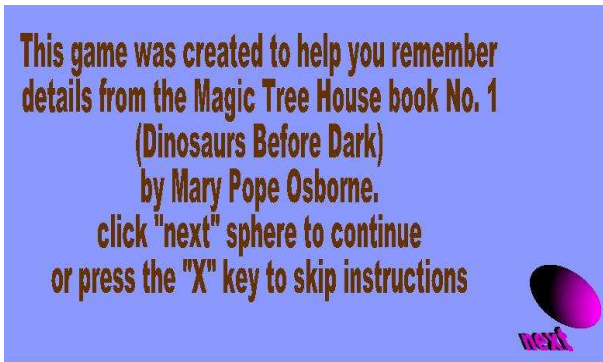 This game was created to help you remember
details from the Magic Tree House book No. 1
(Dinosaurs Before Dark)
by Mary Pope Osborne.
click "next" sphere to continue
or press the "X" key to skip instructions
next